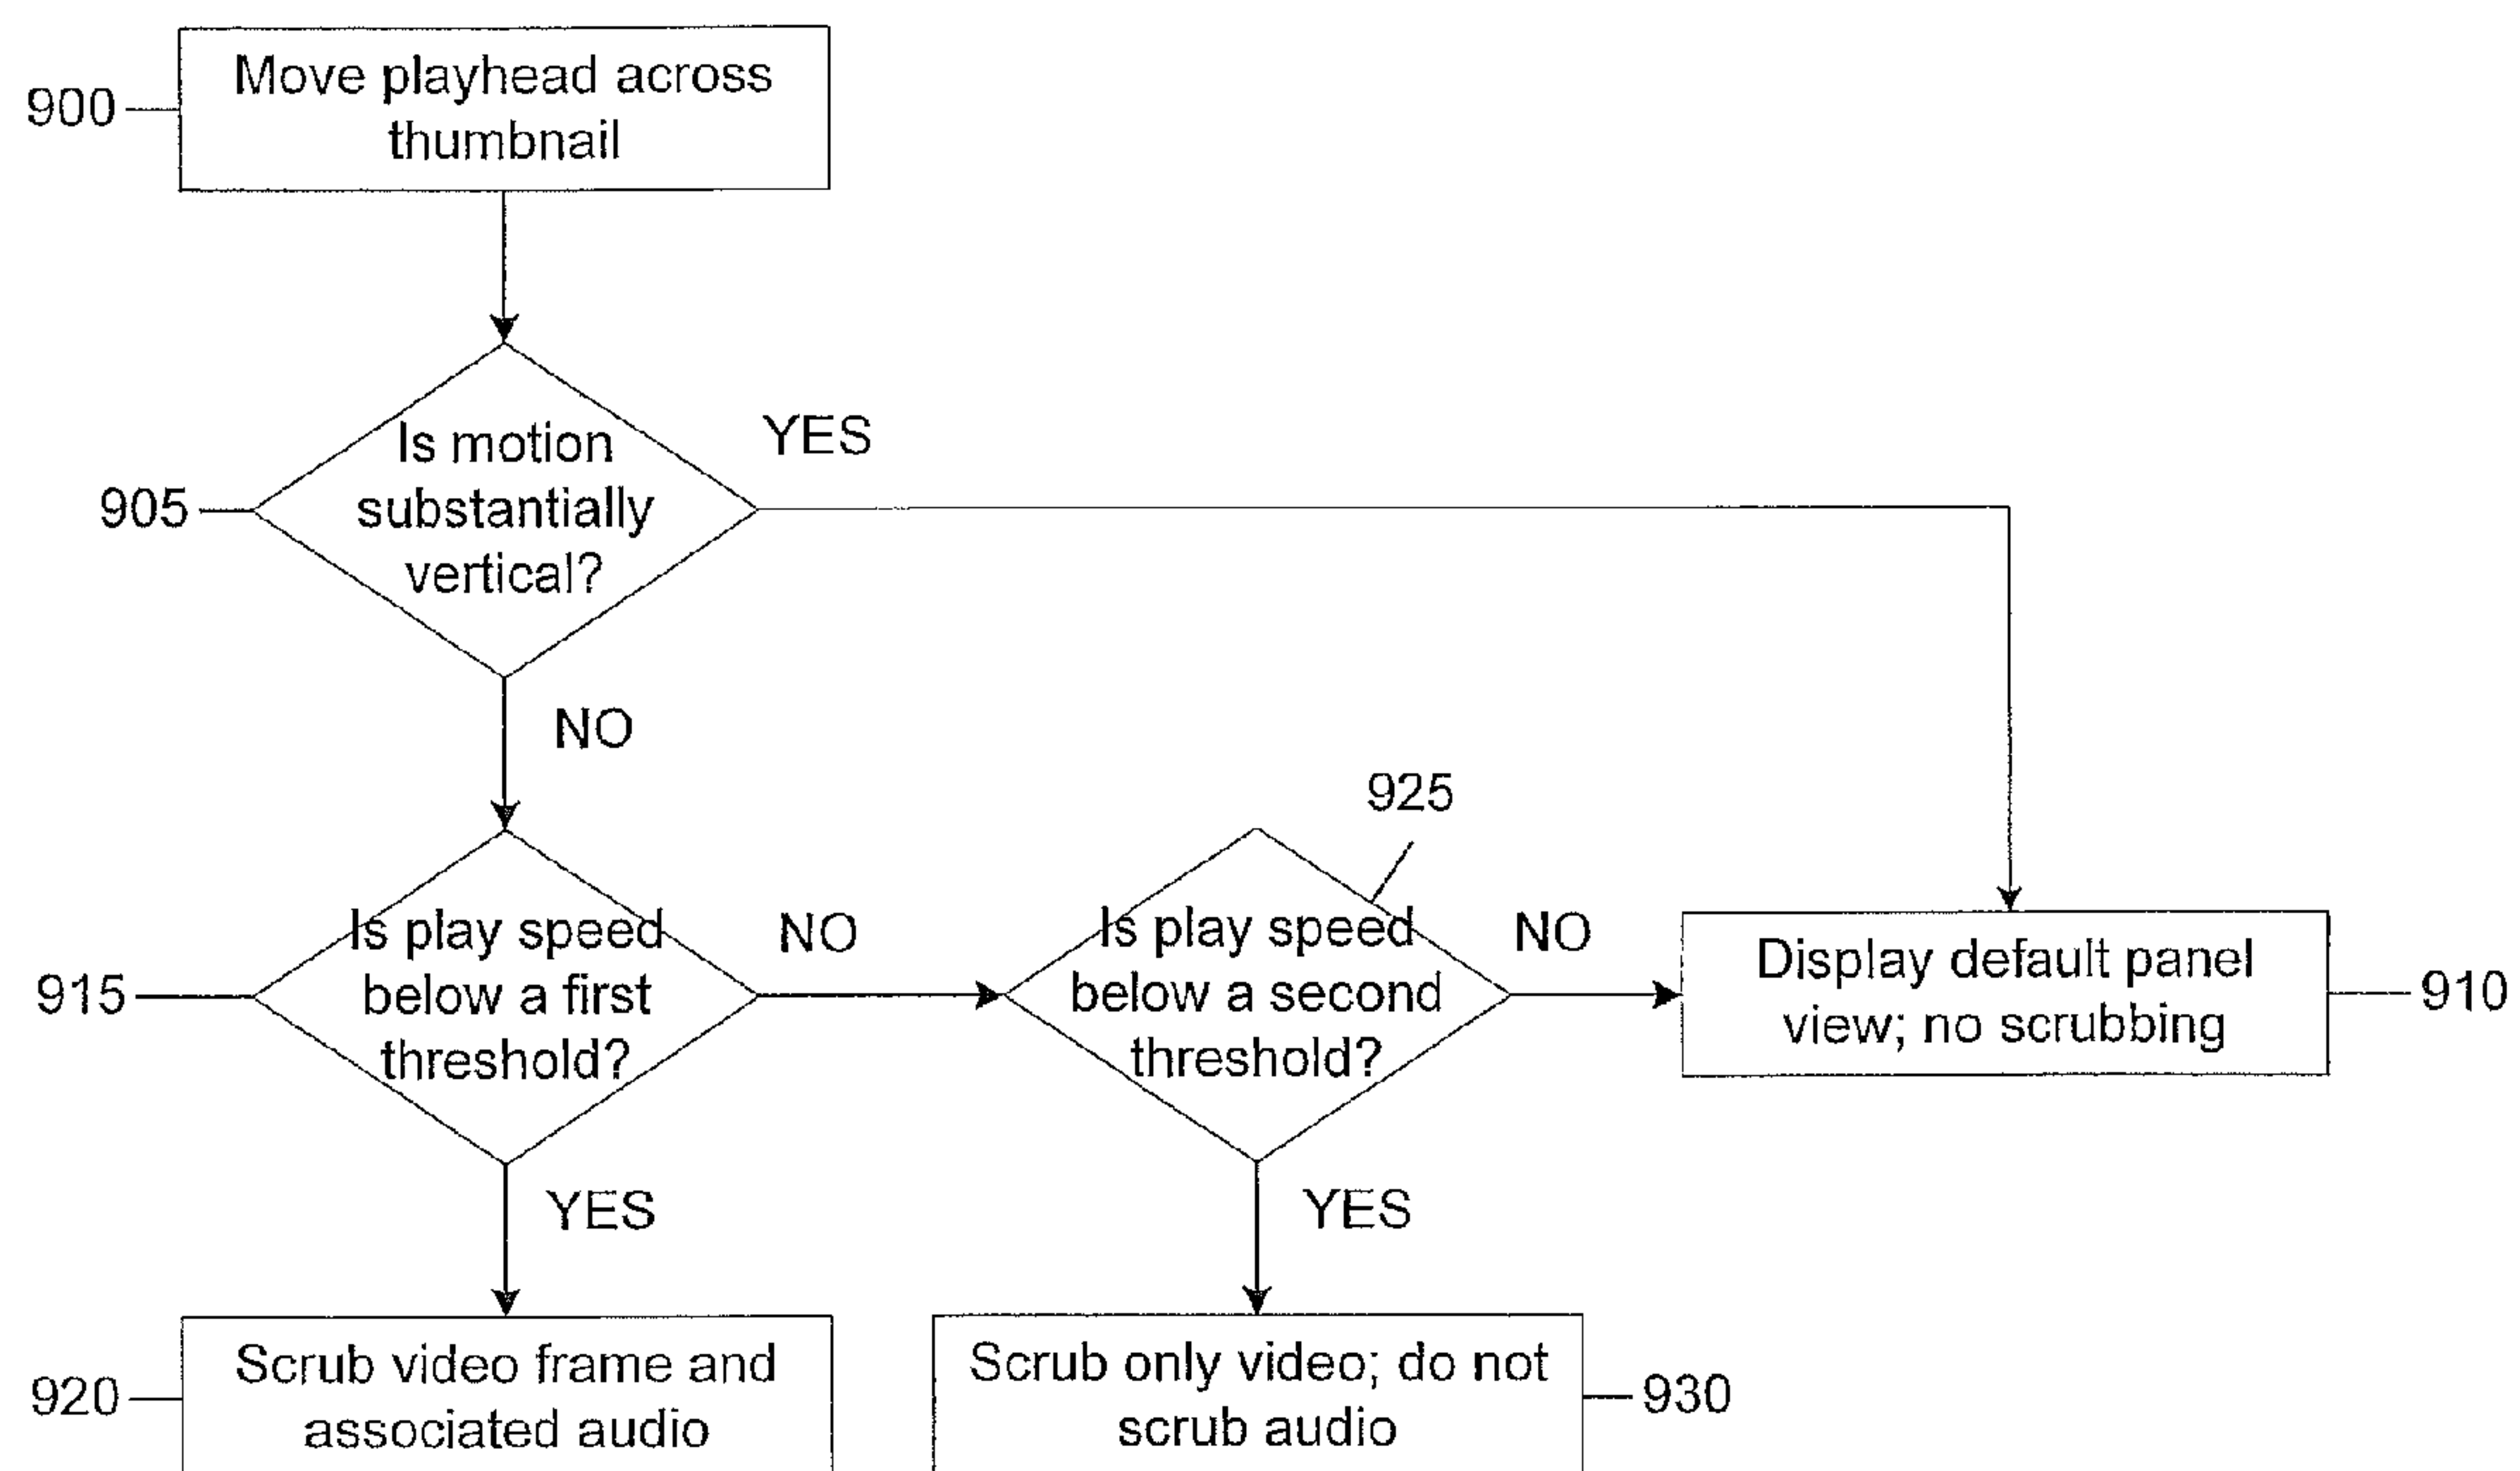 Move playhead across
thumbnail
900
Is motion
substantially
vertical?
YES
905
NO
925
Is play speed
below a first
threshold?
NO
915
Is play speed
below a second
threshold?
NO
Display default panel
view; no scrubbing
910
YES
YES
Scrub video frame and
associated audio
920
Scrub only video; do not
scrub audio
930